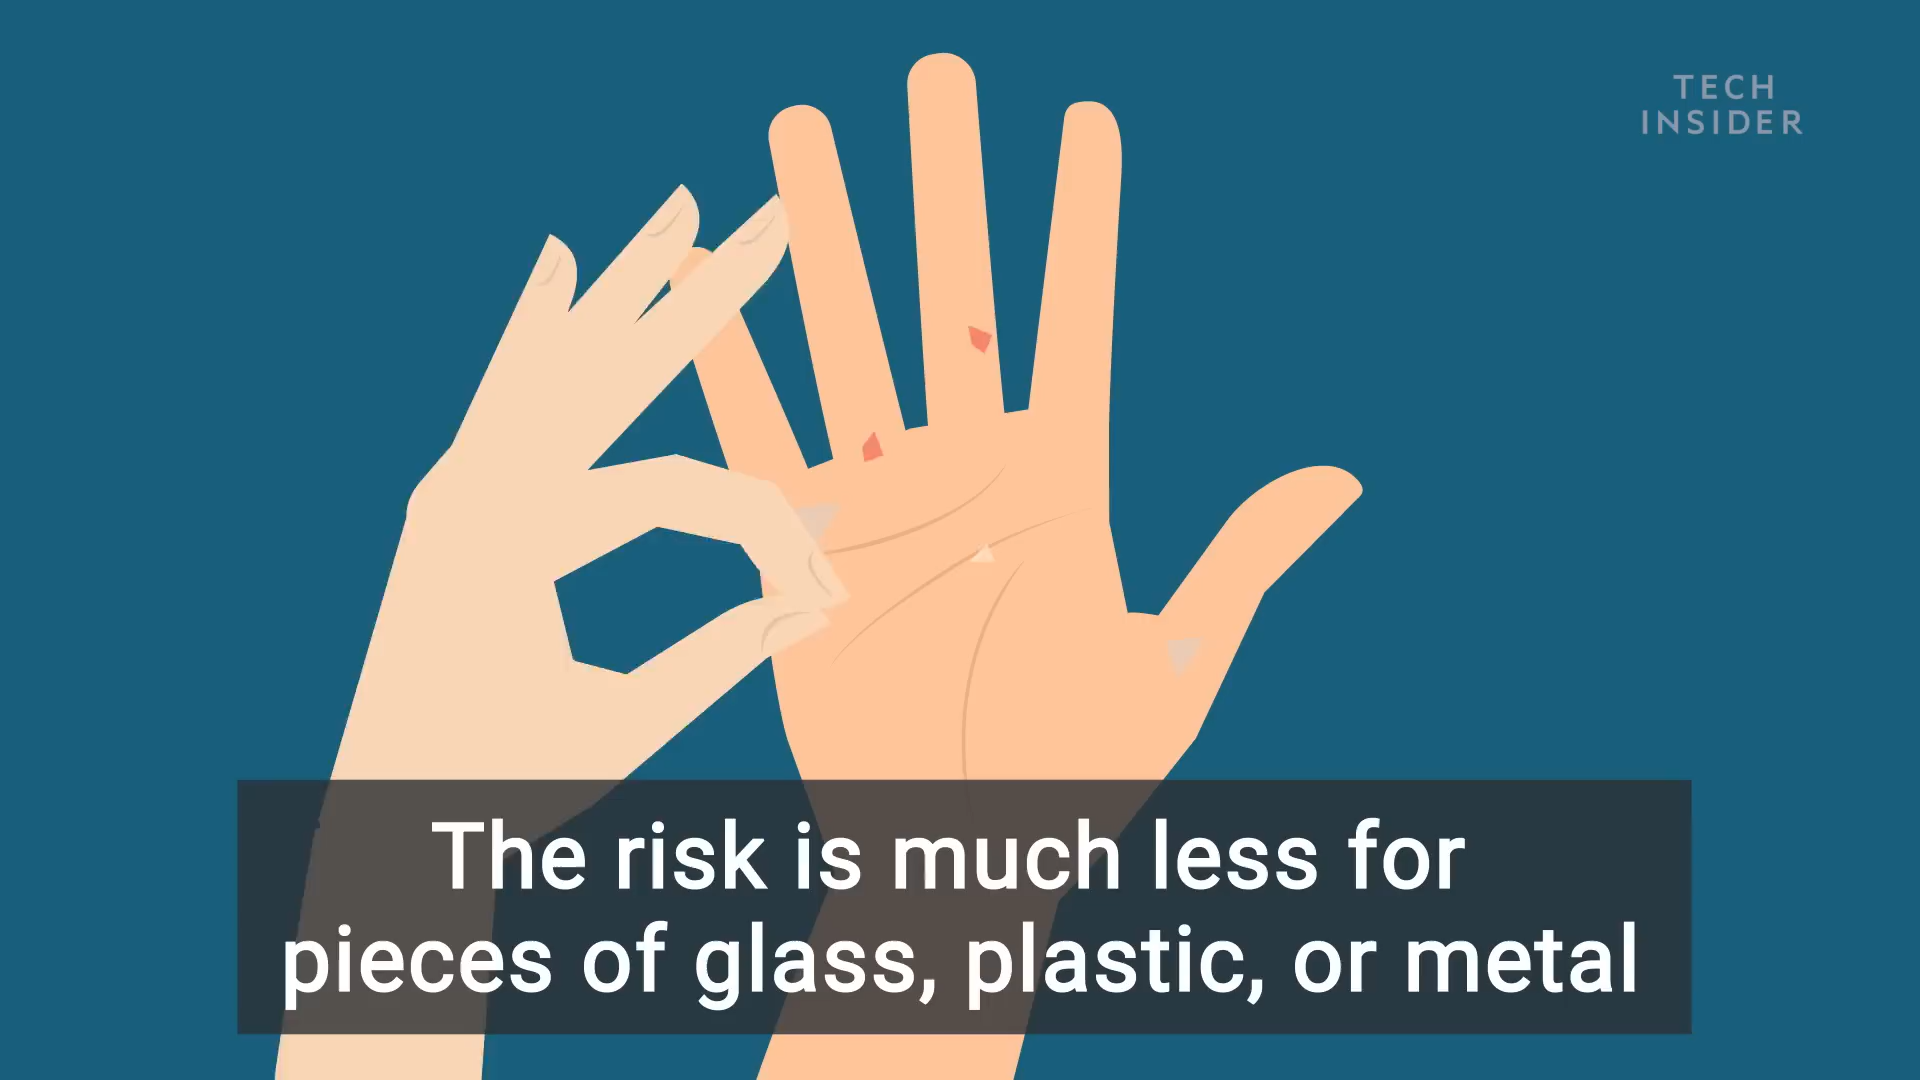 TECH
INSIDER
The risk is much less for
pieces of glass, plastic, or metal